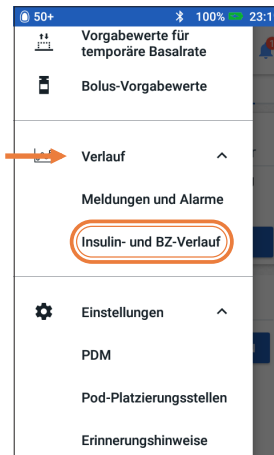 50+ 100% 23:1
Vorgabewerte für
temporäre Basalrate
Bolus-Vorgabewerte
Verlauf
Meldungen und Alarme
Insulin- und BZ-Verlauf
Einstellungen
PDM
Pod-Platzierungsstellen
Erinnerungshinweise